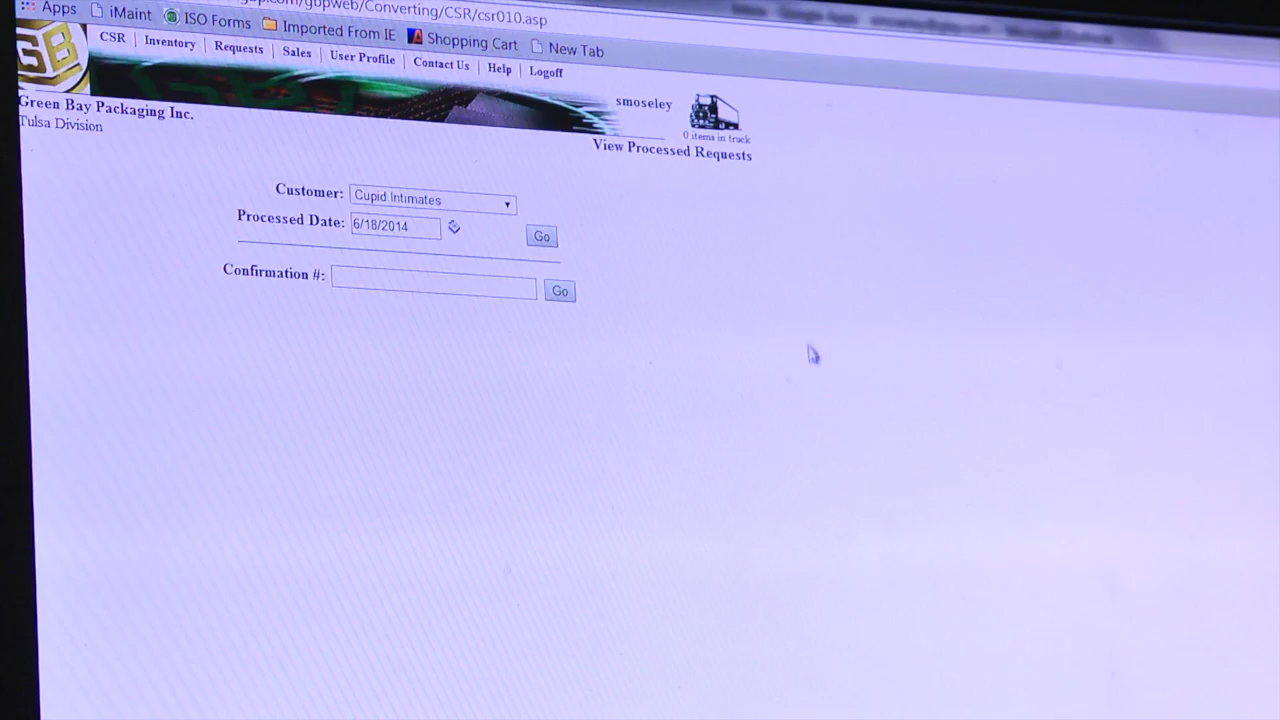 gbpweb/Converting/CSR/csr010.asp
Apps iMaint ISO Forms Imported From IE Shopping Cart New Tab
GB
CSR | Inventory | Requests | Sales | User Profile | Contact Us | Help | Logoff
Green Bay Packaging Inc.
Tulsa Division
smoseley
0 items in truck
View Processed Requests
Customer: Cupid Intimates
Processed Date: 6/18/2014 Go
Confirmation #: Go